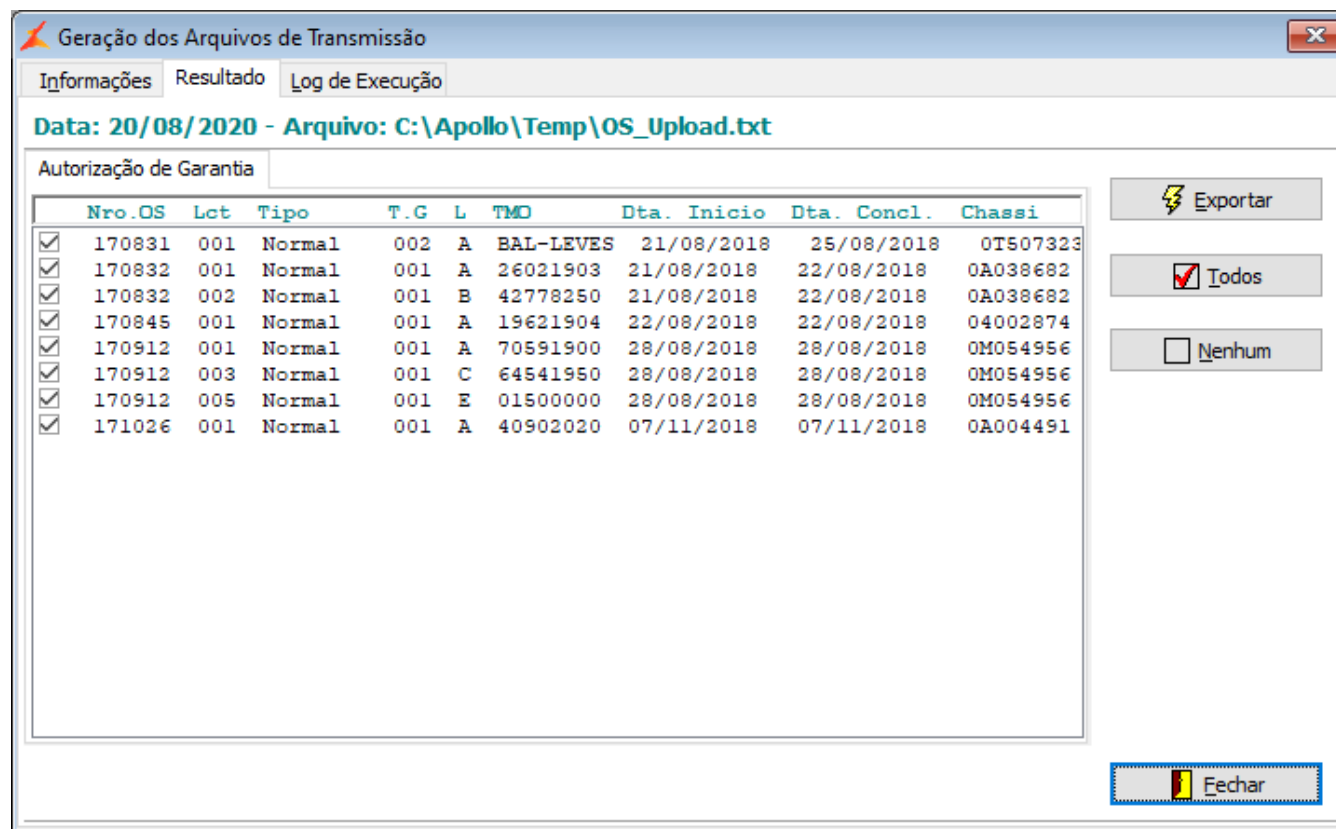 Geração dos Arquivos de Transmissão
Informações Resultado Log de Execução
Data: 20/08/2020 - Arquivo: C:\Apollo\Temp\OS_Upload.txt
Autorização de Garantia
Nro.OS Lct Tipo T.G L TMO Dta. Inicio Dta. Concl. Chassi
170831 001 Normal 002 A BAL-LEVES 21/08/2018 25/08/2018 0T507323
170832 001 Normal 001 A 26021903 21/08/2018 22/08/2018 0A038682
170832 002 Normal 001 B 42778250 21/08/2018 22/08/2018 0A038682
170845 001 Normal 001 A 19621904 22/08/2018 22/08/2018 04002874
170912 001 Normal 001 A 70591900 28/08/2018 28/08/2018 0M054956
170912 003 Normal 001 C 64541950 28/08/2018 28/08/2018 0M054956
170912 005 Normal 001 E 01500000 28/08/2018 28/08/2018 0M054956
171026 001 Normal 001 A 40902020 07/11/2018 07/11/2018 0A004491
Exportar
Todos
Nenhum
Fechar